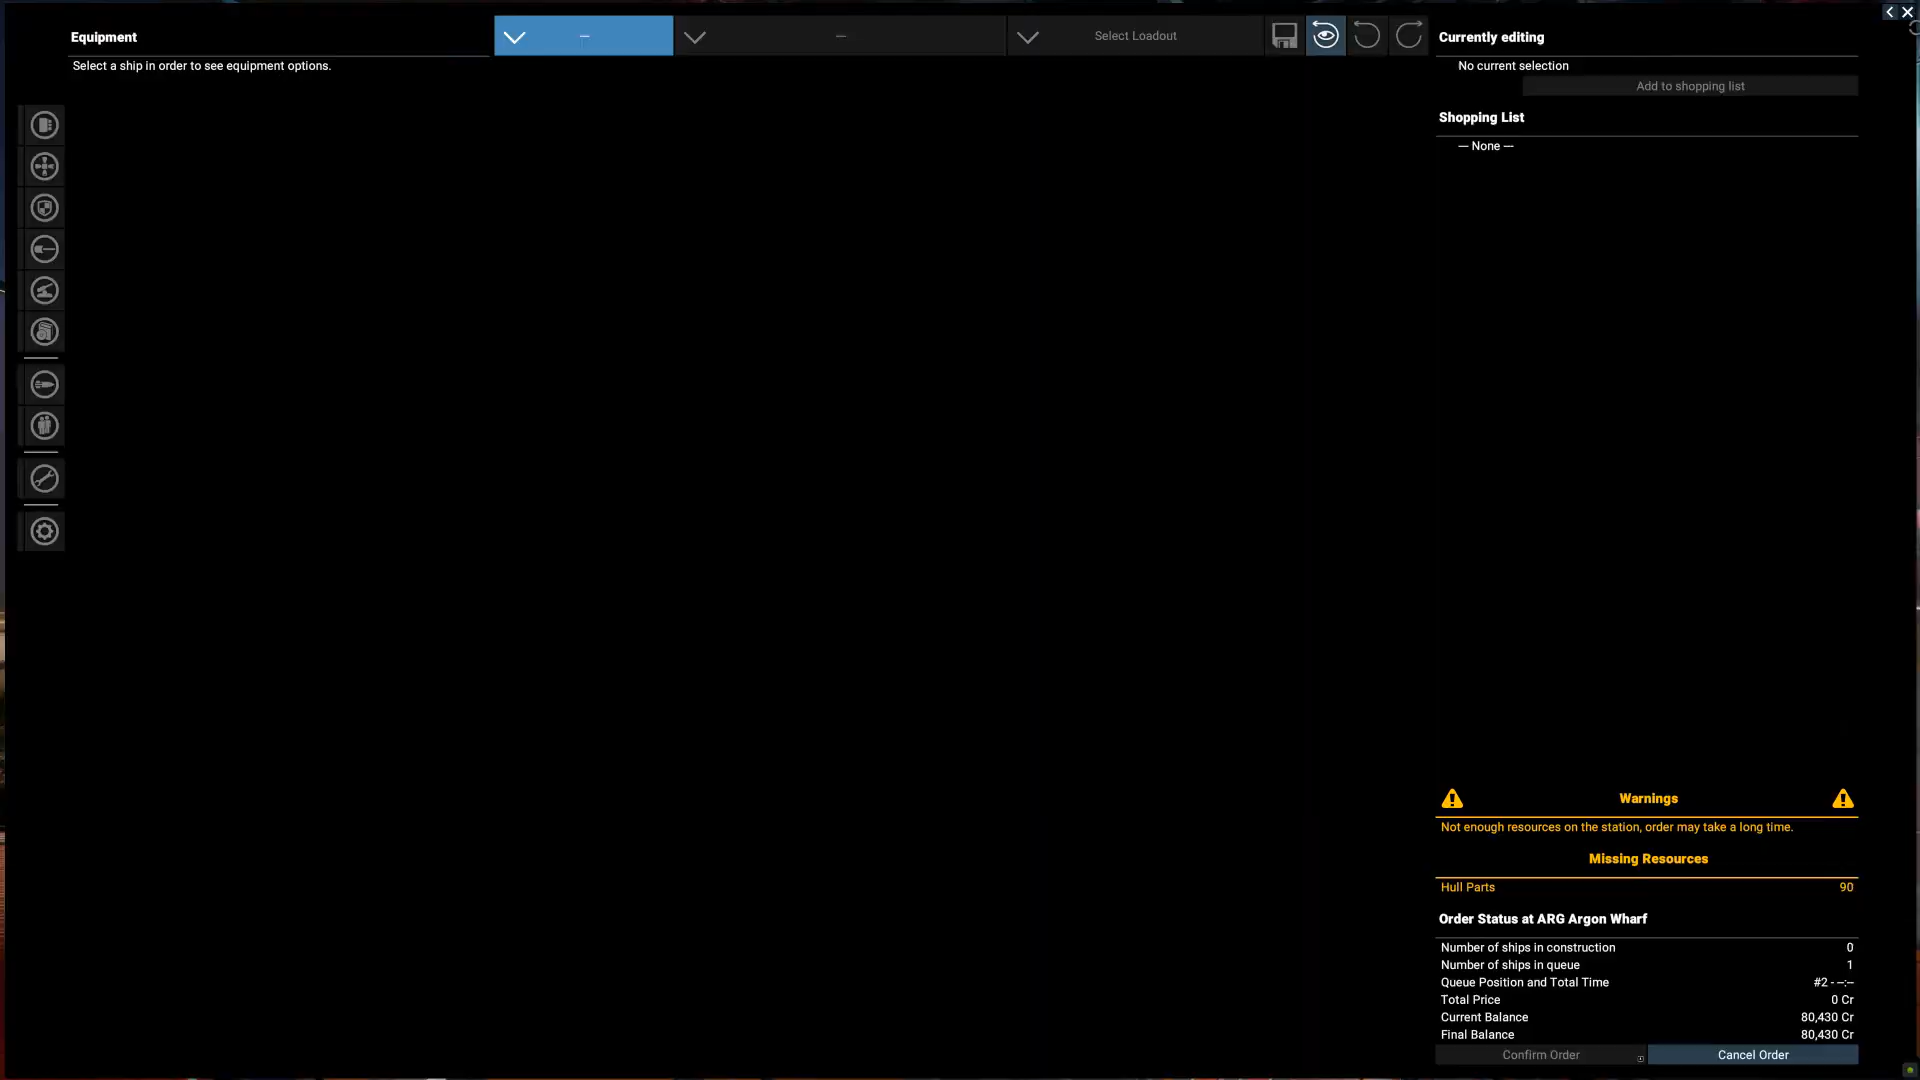 Equipment
Select a ship in order to see equipment options.
—
—
Select Loadout
Currently editing
No current selection
Add to shopping list
Shopping List
— None —
Warnings
Not enough resources on the station, order may take a long time.
Missing Resources
Hull Parts 90
Order Status at ARG Argon Wharf
Number of ships in construction 0
Number of ships in queue 1
Queue Position and Total Time #2 - --:--
Total Price 0 Cr
Current Balance 80,430 Cr
Final Balance 80,430 Cr
Confirm Order
Cancel Order